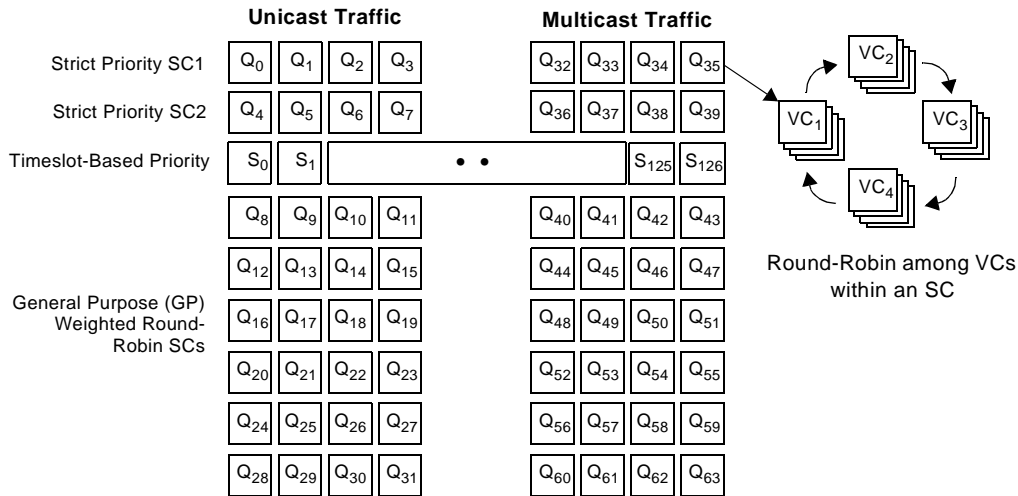 Unicast Traffic Multicast Traffic
Strict Priority SC1 Q0 Q1 Q2 Q3 Q32 Q33 Q34 Q35
Strict Priority SC2 Q4 Q5 Q6 Q7 Q36 Q37 Q38 Q39
Timeslot-Based Priority S0 S1 • • S125 S126
Q8 Q9 Q10 Q11 Q40 Q41 Q42 Q43
Q12 Q13 Q14 Q15 Q44 Q45 Q46 Q47
General Purpose (GP)
Weighted Round-
Robin SCs
Q16 Q17 Q18 Q19 Q48 Q49 Q50 Q51
Q20 Q21 Q22 Q23 Q52 Q53 Q54 Q55
Q24 Q25 Q26 Q27 Q56 Q57 Q58 Q59
Q28 Q29 Q30 Q31 Q60 Q61 Q62 Q63
VC2
VC1 VC3
VC4
Round-Robin among VCs
within an SC